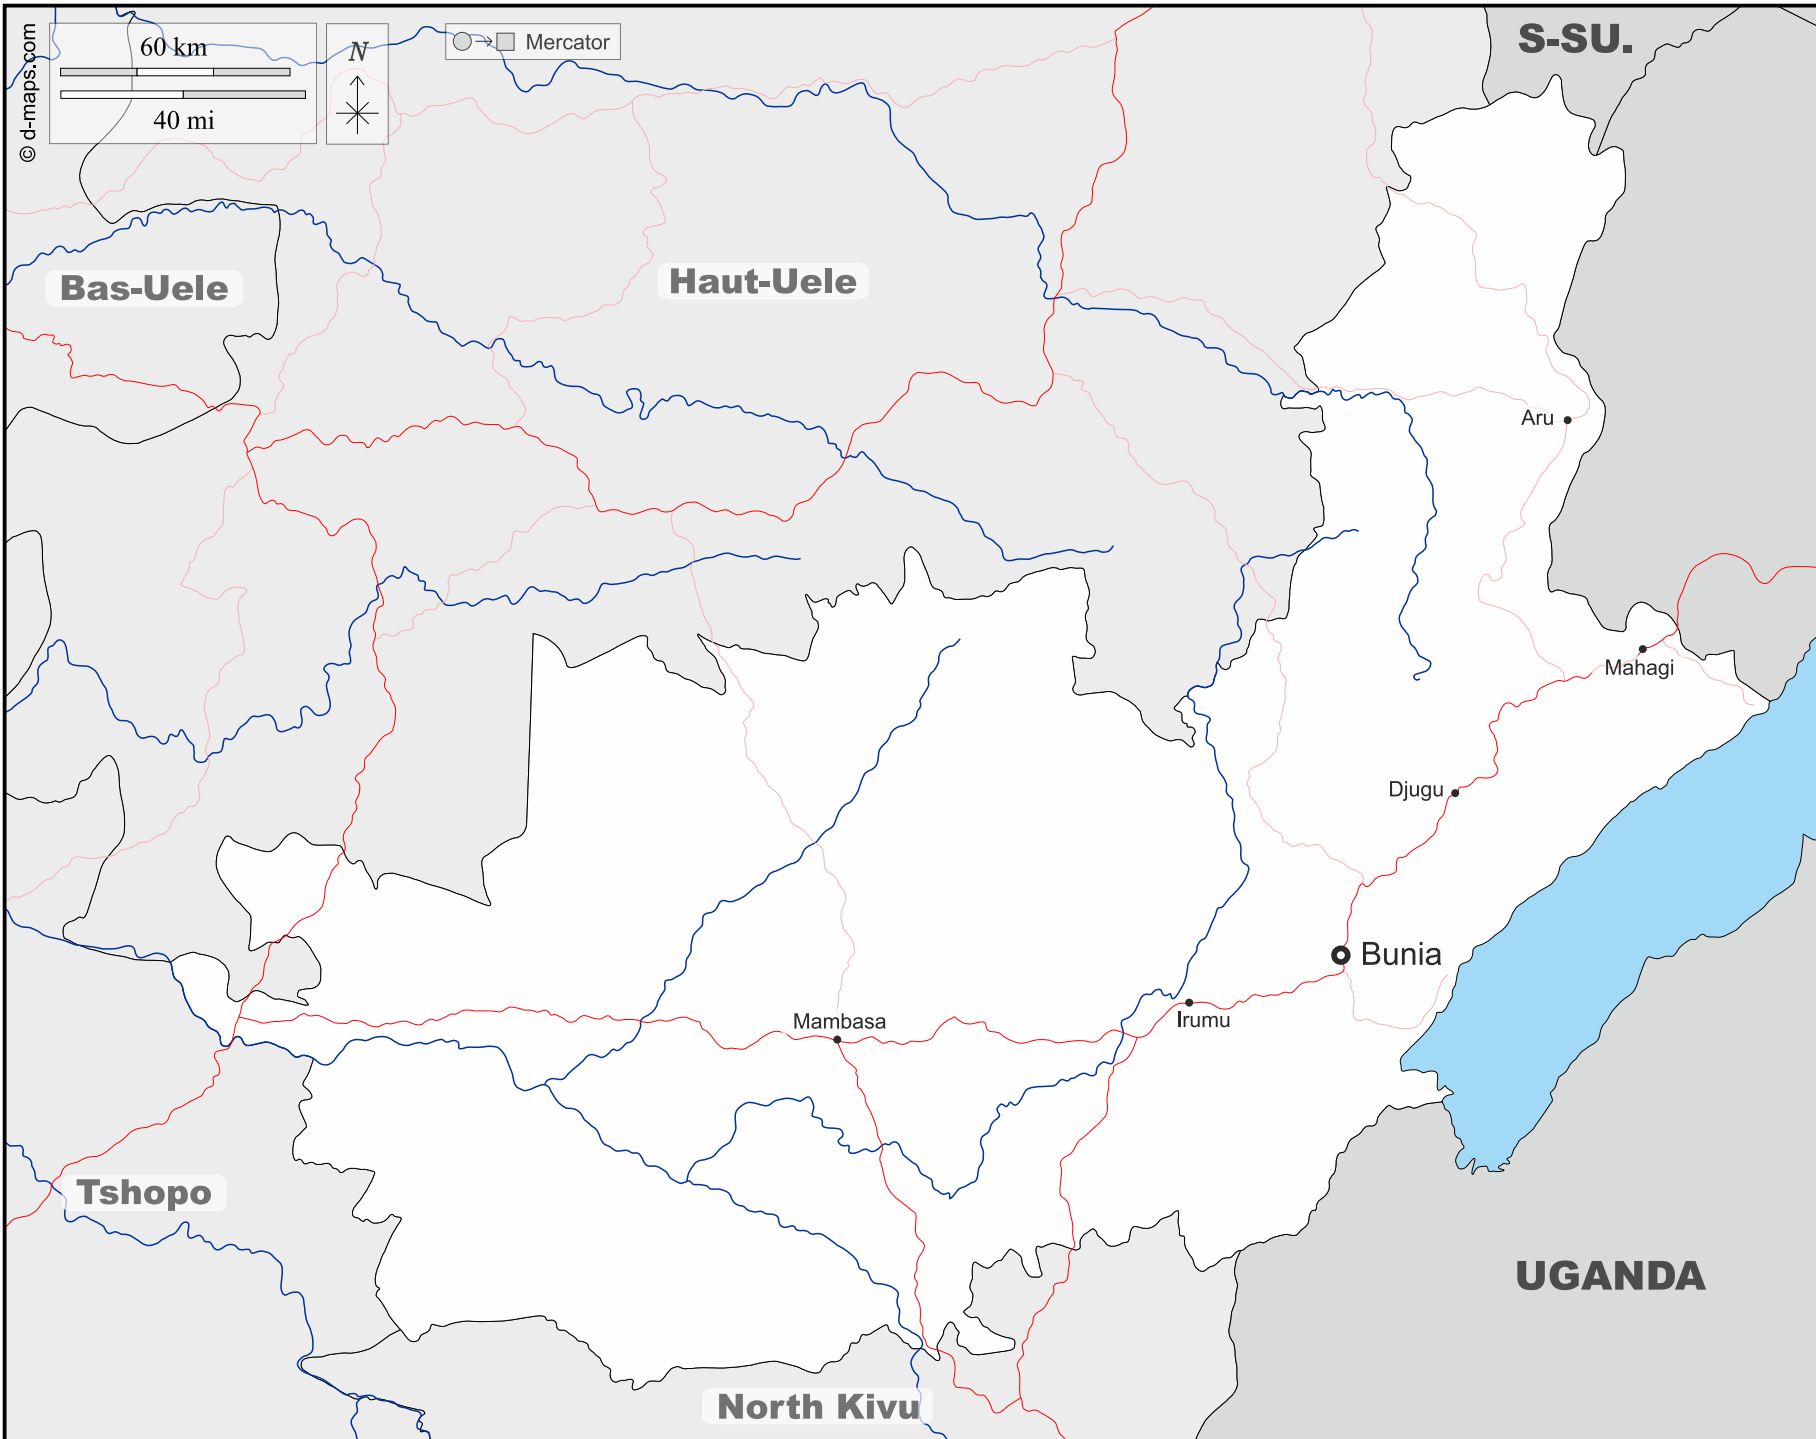 © d-maps.com
60 km
40 mi
N
Mercator
S-SU.
Bas-Uele
Haut-Uele
Aru
Mahagi
Djugu
Bunia
Irumu
Mambasa
Tshopo
UGANDA
North Kivu